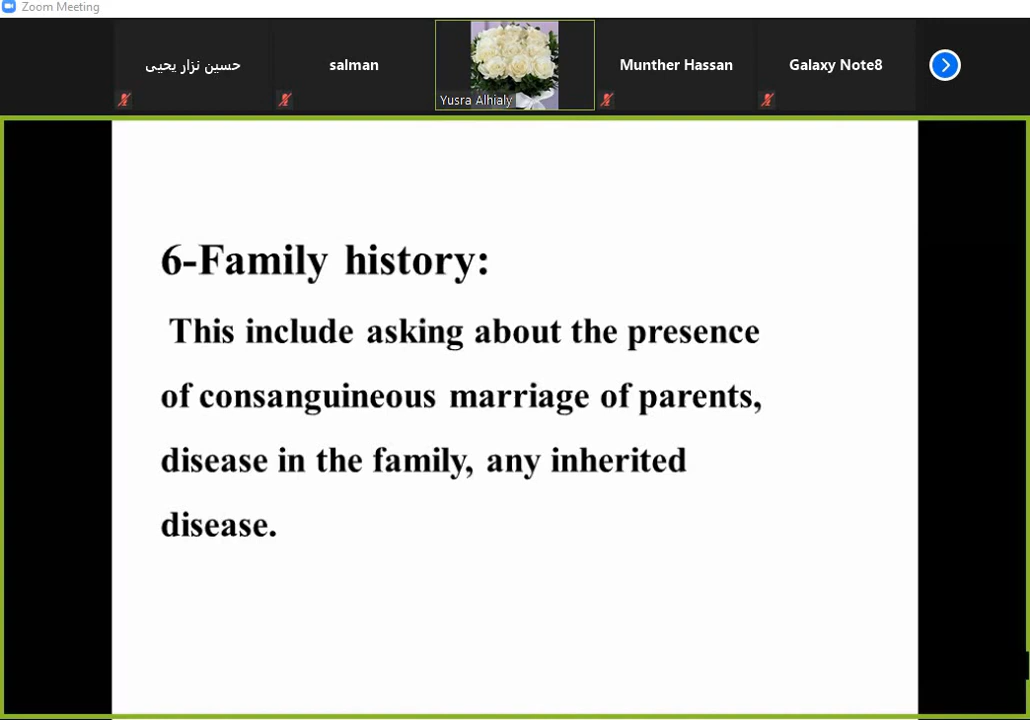 Zoom Meeting
حسين نزار يحيى
salman
Yusra Alhialy
Munther Hassan
Galaxy Note8
6-Family history:
This include asking about the presence
of consanguineous marriage of parents,
disease in the family, any inherited
disease.